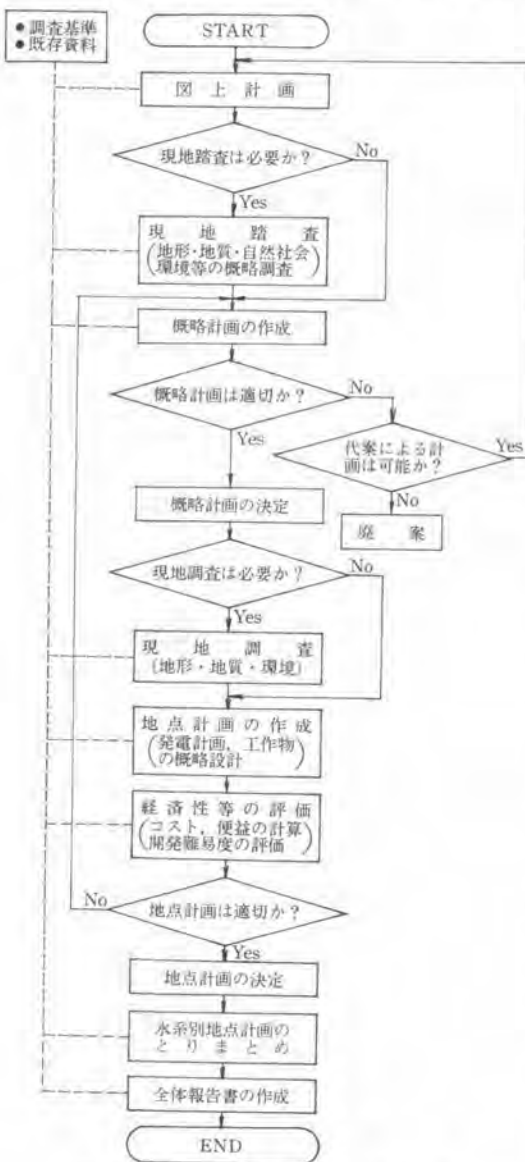 ●調査基準
●既存資料
START
図上計画
現地踏査は必要か？
No
Yes
現地踏査
(地形・地質・自然社会
環境等の概略調査)
概略計画の作成
概略計画は適切か？
No
Yes
代案による計
画は可能か？
Yes
No
概略計画の決定
廃案
現地調査は必要か？
No
Yes
現地調査
(地形・地質・環境)
地点計画の作成
(発電計画，工作物
の概略設計)
経済性等の評価
(コスト，便益の計算
開発難易度の評価)
No
地点計画は適切か？
Yes
地点計画の決定
水系別地点計画の
とりまとめ
全体報告書の作成
END